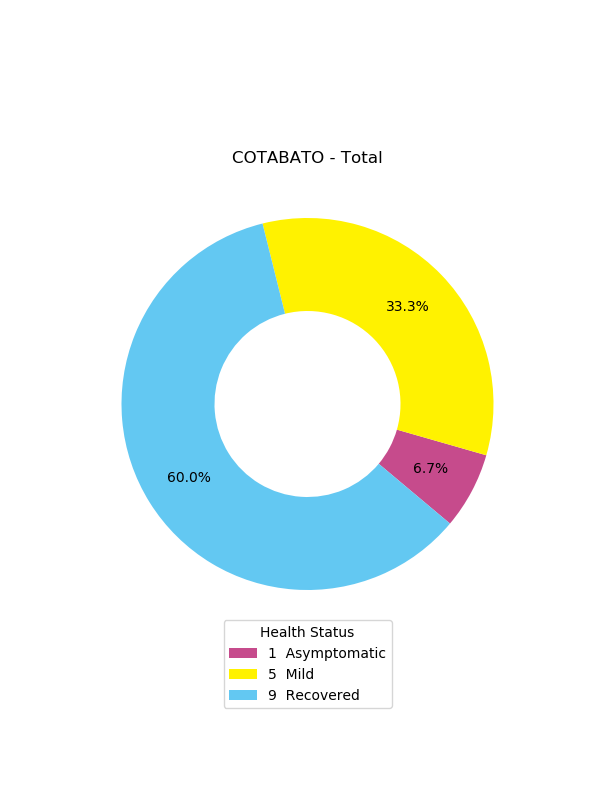 COTABATO - Total
33.3%
6.7%
60.0%
Health Status
1  Asymptomatic
5  Mild
9  Recovered